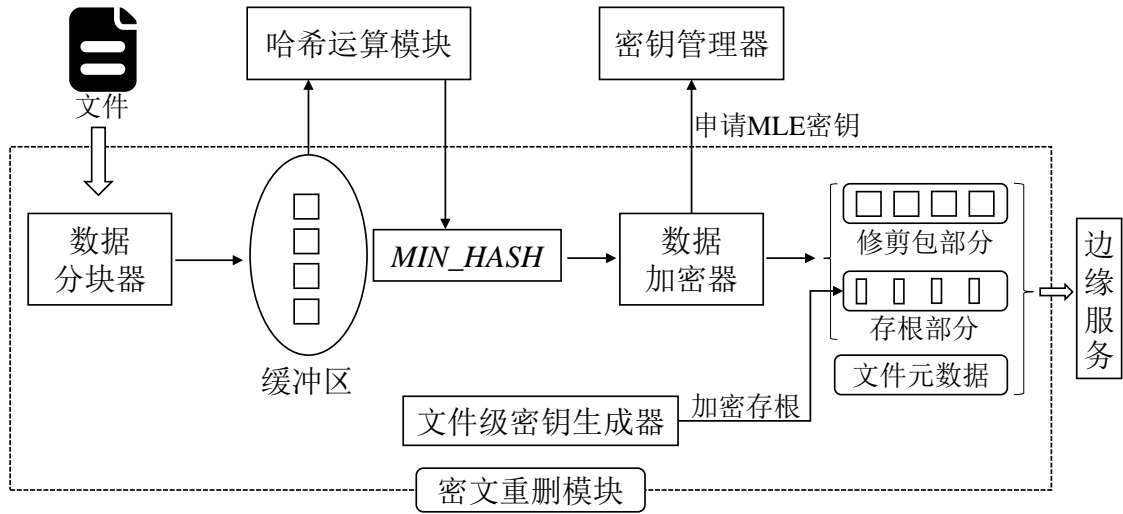 哈希运算模块
密钥管理器
文件
申请MLE密钥
数据
分块器
MIN_HASH
数据
加密器
修剪包部分
存根部分
文件元数据
边
缘
服
务
缓冲区
文件级密钥生成器
加密存根
密文重删模块